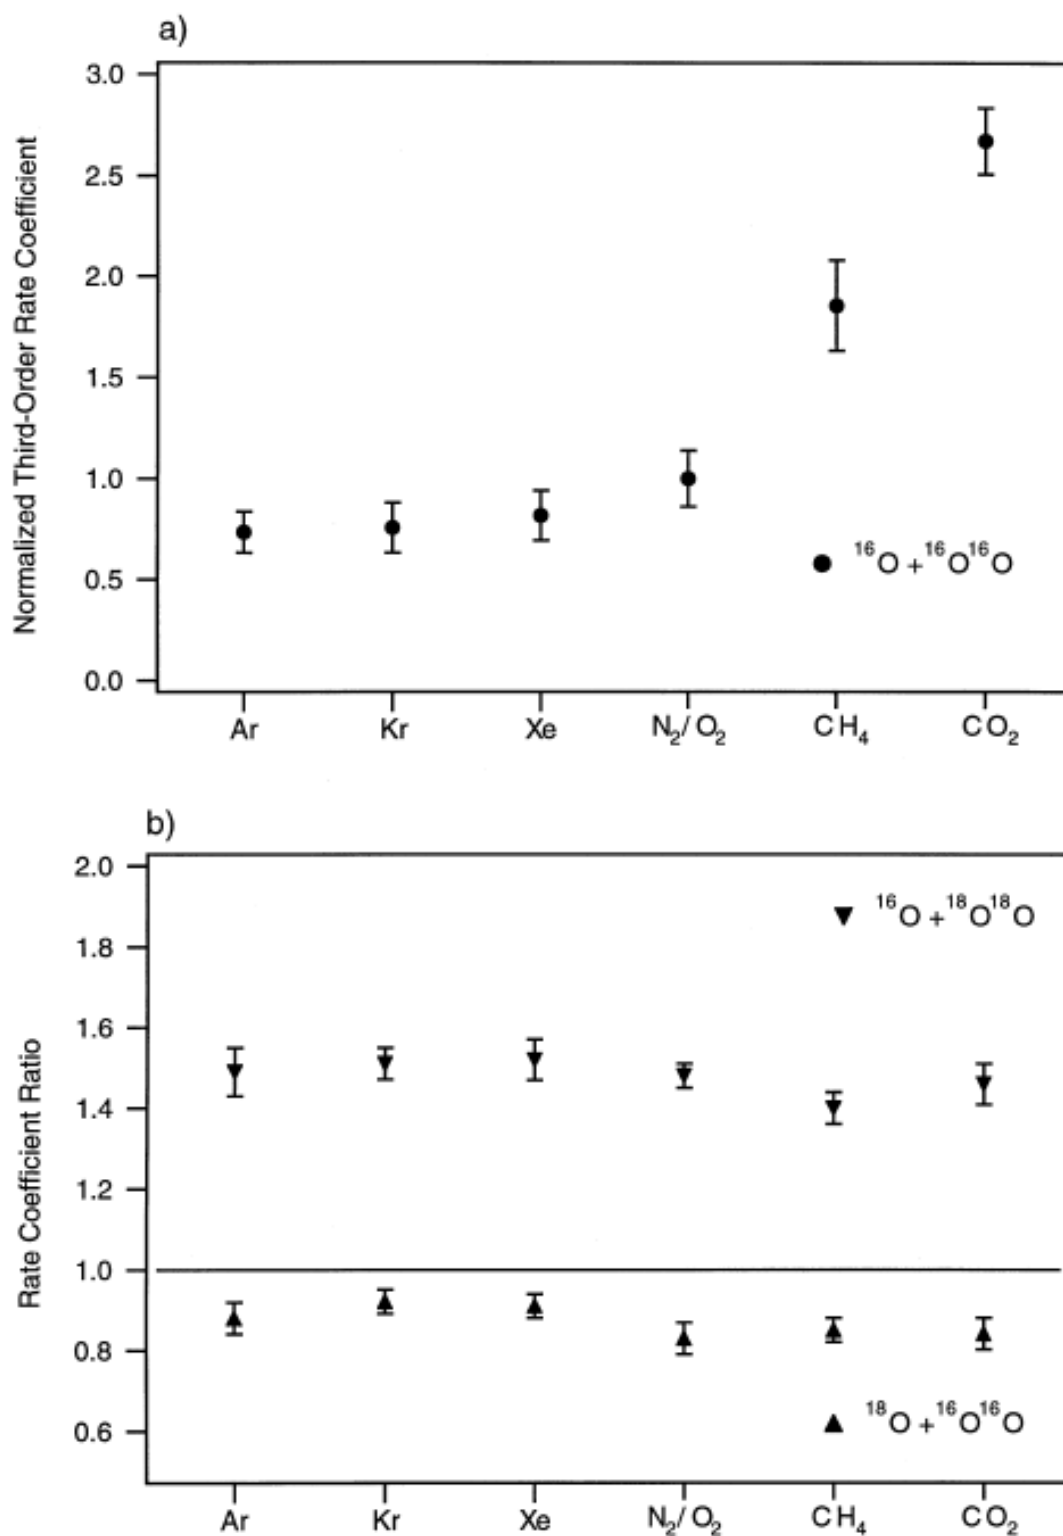 a)
Normalized Third-Order Rate Coefficient
3.0
2.5
2.0
1.5
1.0
0.5
0.0
¹⁶O + ¹⁶O¹⁶O
Ar Kr Xe N₂/O₂ CH₄ CO₂
b)
Rate Coefficient Ratio
2.0
1.8
1.6
1.4
1.2
1.0
0.8
0.6
¹⁶O + ¹⁸O¹⁸O
¹⁸O + ¹⁶O¹⁶O
Ar Kr Xe N₂/O₂ CH₄ CO₂